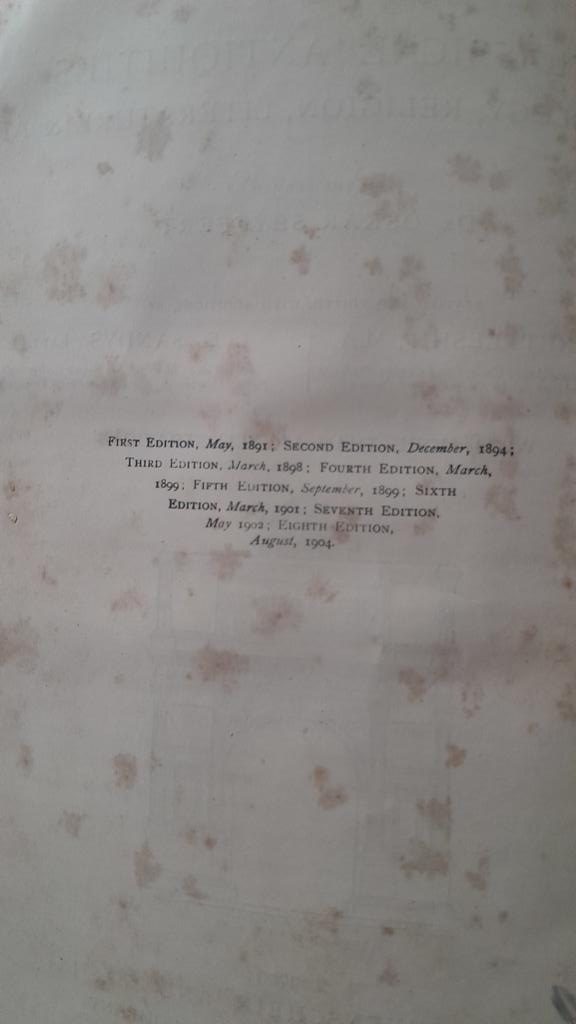 FIRST EDITION, May, 1891; SECOND EDITION, December, 1894;
THIRD EDITION, March, 1898; FOURTH EDITION, March,
1899; FIFTH EDITION, September, 1899; SIXTH
EDITION, March, 1901; SEVENTH EDITION,
May 1902; EIGHTH EDITION,
August, 1904.